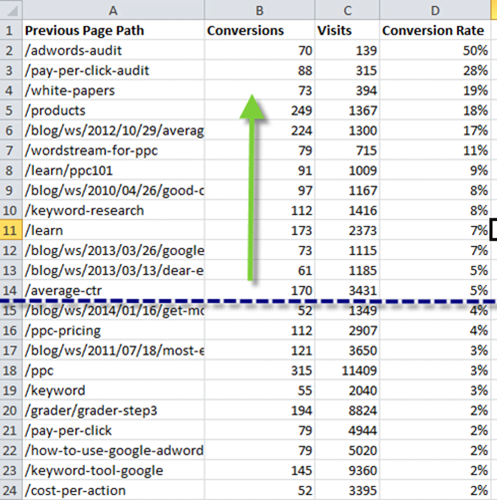 A B C D
1 Previous Page Path Conversions Visits Conversion Rate
2 /adwords-audit 70 139 50%
3 /pay-per-click-audit 88 315 28%
4 /white-papers 73 394 19%
5 /products 249 1367 18%
6 /blog/ws/2012/10/29/averag 224 1300 17%
7 /wordstream-for-ppc 79 715 11%
8 /learn/ppc101 91 1009 9%
9 /blog/ws/2010/04/26/good-c 97 1167 8%
10 /keyword-research 112 1416 8%
11 /learn 173 2373 7%
12 /blog/ws/2013/03/26/google 73 1115 7%
13 /blog/ws/2013/03/13/dear-e 61 1185 5%
14 /average-ctr 170 3431 5%
15 /blog/ws/2014/01/16/get-mo 52 1349 4%
16 /ppc-pricing 112 2907 4%
17 /blog/ws/2011/07/18/most-e 121 3650 3%
18 /ppc 315 11409 3%
19 /keyword 55 2040 3%
20 /grader/grader-step3 194 8824 2%
21 /pay-per-click 79 4944 2%
22 /how-to-use-google-adword 79 5020 2%
23 /keyword-tool-google 145 9360 2%
24 /cost-per-action 52 3395 2%